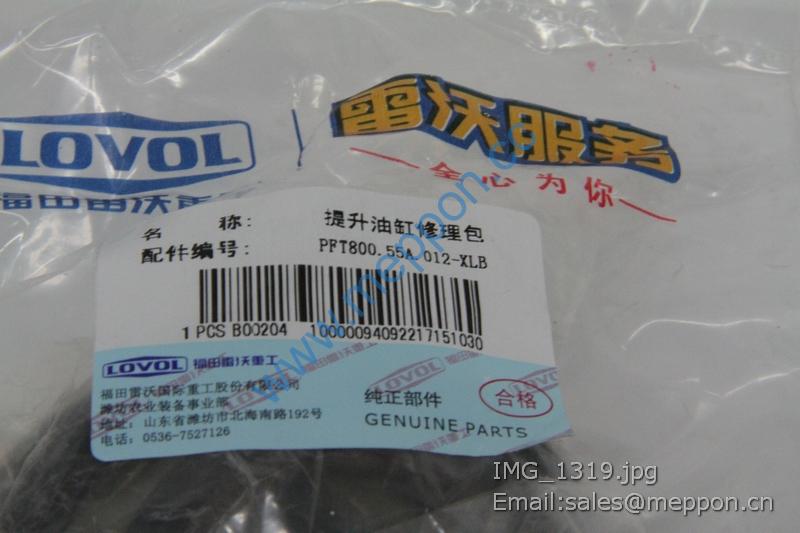 LOVOL
福田雷沃重
雷沃服务
全心为你
名 称: 提升油缸修理包
配件编号: PFT800.55A.012-XLB
1 PCS B00204 10000094092217151030
LOVOL 福田雷沃重工
福田雷沃国际重工股份有限公司
潍坊农业装备事业部
地址: 山东省潍坊市北海南路192号
电话: 0536-7527126
纯正部件
GENUINE PARTS
合格
www.meppon.co
IMG_1319.jpg
Email:sales@meppon.cn